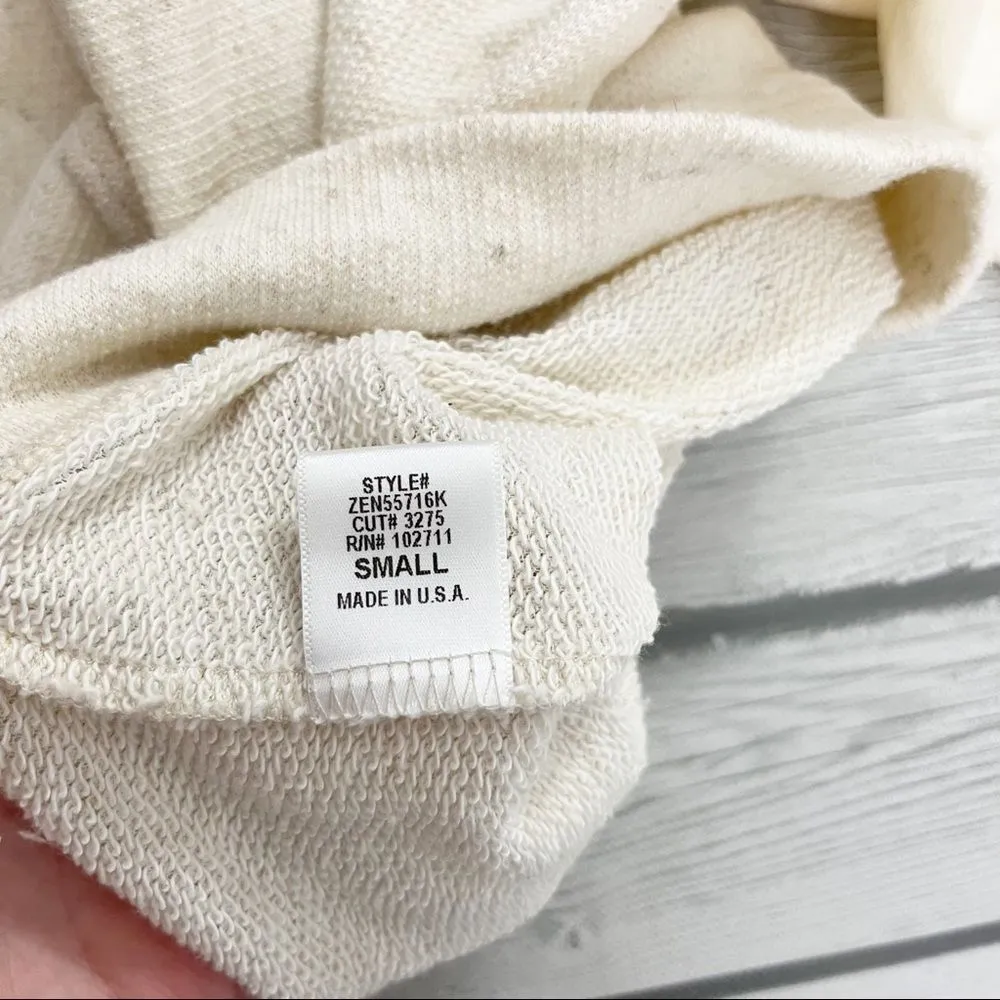 STYLE#
ZEN55716K
CUT# 3275
R/N# 102711
SMALL
MADE IN U.S.A.